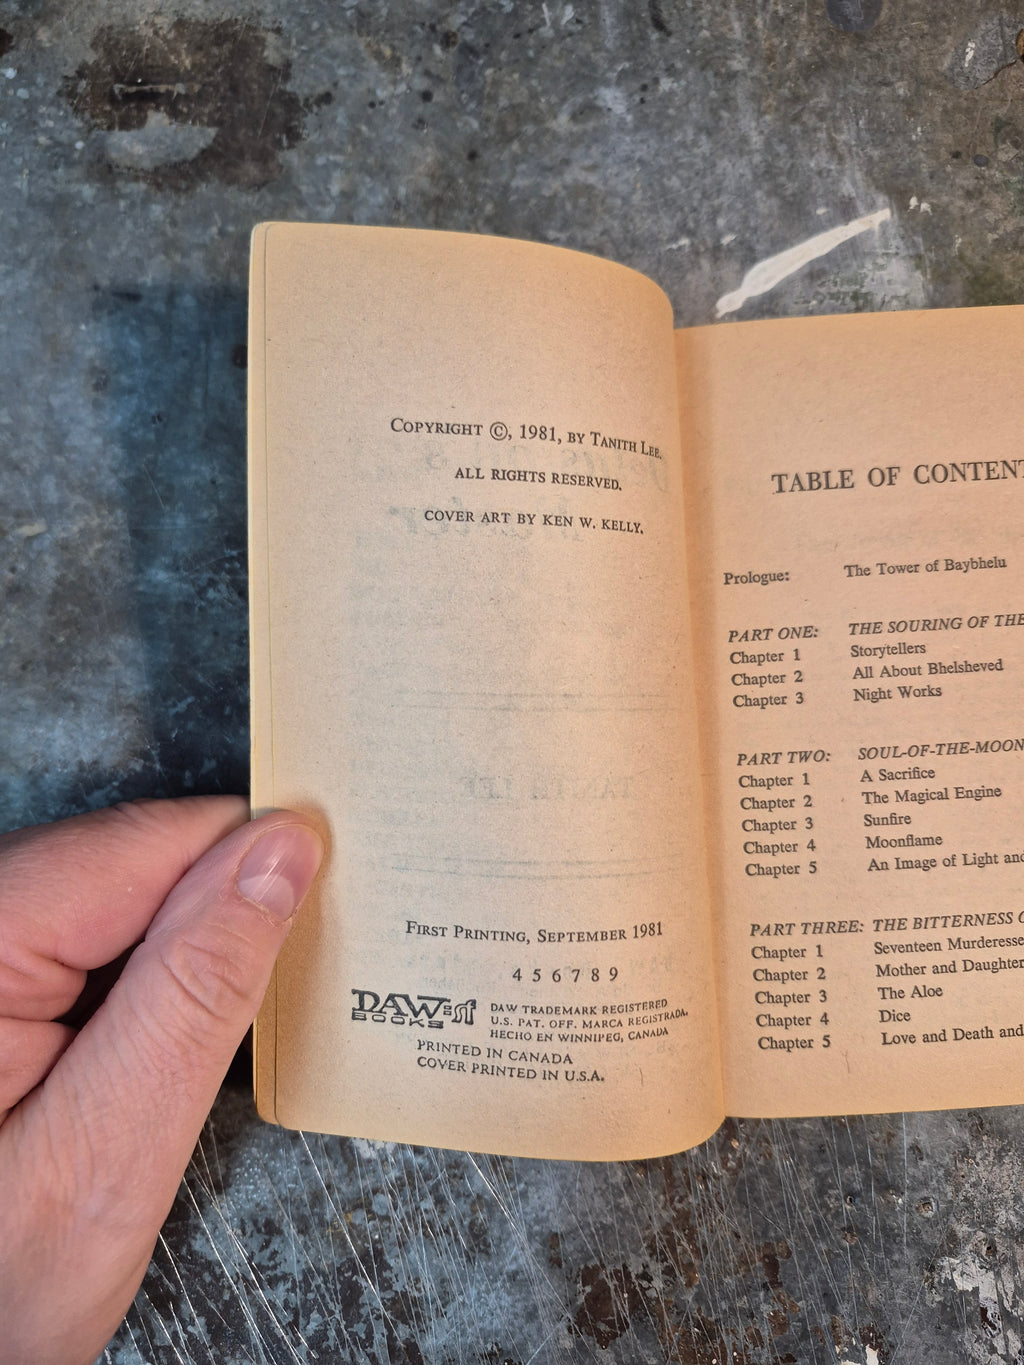 COPYRIGHT ©, 1981, BY TANITH LEE.
ALL RIGHTS RESERVED.
COVER ART BY KEN W. KELLY.
TANITH LEE
FIRST PRINTING, SEPTEMBER 1981
4 5 6 7 8 9
DAW=sf
BOOKS
DAW TRADEMARK REGISTERED
U.S. PAT. OFF. MARCA REGISTRADA.
HECHO EN WINNIPEG, CANADA
PRINTED IN CANADA
COVER PRINTED IN U.S.A.
TABLE OF CONTENT
Prologue: The Tower of Baybhelu
PART ONE: THE SOURING OF THE
Chapter 1 Storytellers
Chapter 2 All About Bhelsheved
Chapter 3 Night Works
PART TWO: SOUL-OF-THE-MOON
Chapter 1 A Sacrifice
Chapter 2 The Magical Engine
Chapter 3 Sunfire
Chapter 4 Moonflame
Chapter 5 An Image of Light and
PART THREE: THE BITTERNESS O
Chapter 1 Seventeen Murderesse
Chapter 2 Mother and Daughter
Chapter 3 The Aloe
Chapter 4 Dice
Chapter 5 Love and Death and